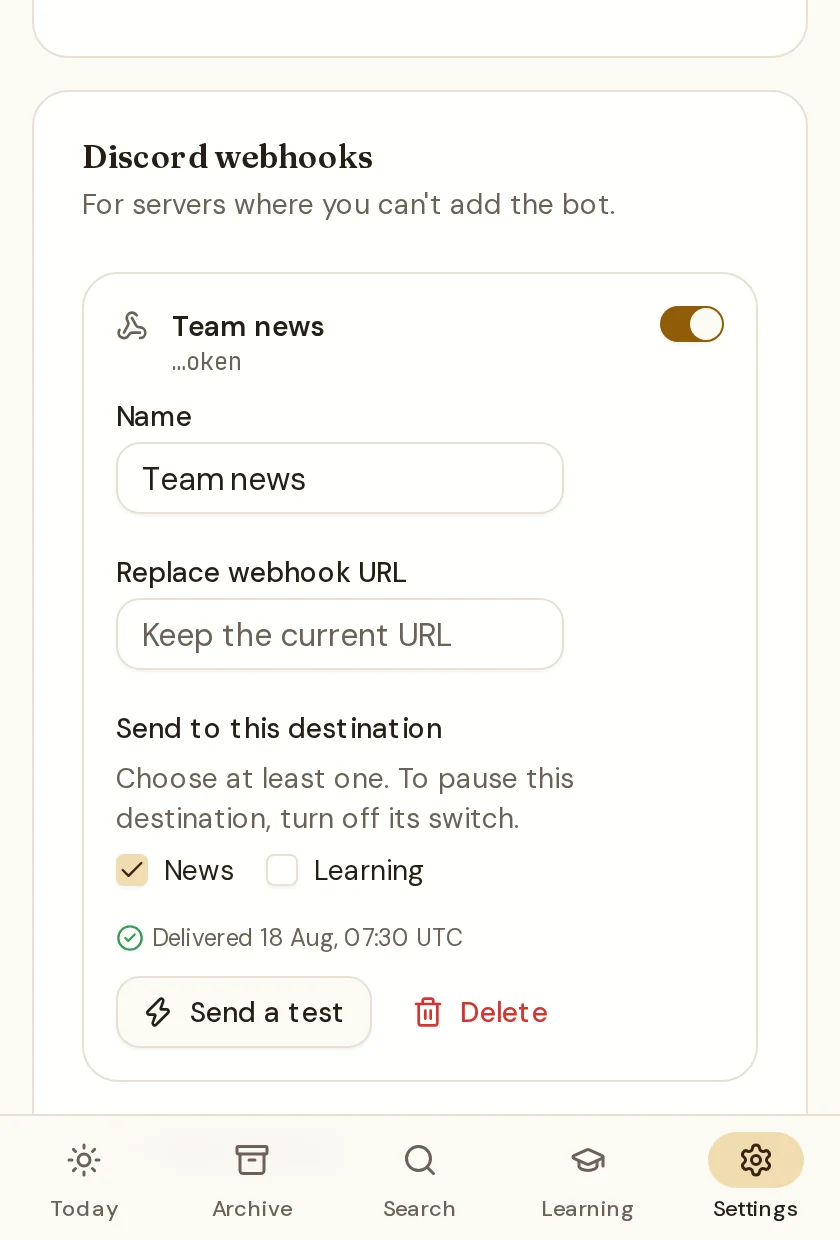 Discord webhooks
For servers where you can't add the bot.
Team news
…oken
Name
Team news
Replace webhook URL
Keep the current URL
Send to this destination
Choose at least one. To pause this
destination, turn off its switch.
News Learning
Delivered 18 Aug, 07:30 UTC
Send a test Delete
Today Archive Search Learning Settings